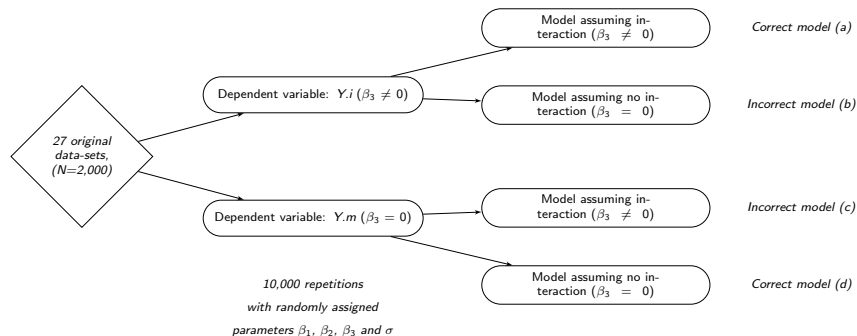 27 original
data-sets,
(N=2,000)
Dependent variable: Y.i (β₃ ≠ 0)
Dependent variable: Y.m (β₃ = 0)
Model assuming in-
teraction (β₃ ≠ 0)
Correct model (a)
Model assuming no in-
teraction (β₃ = 0)
Incorrect model (b)
Model assuming in-
teraction (β₃ ≠ 0)
Incorrect model (c)
Model assuming no in-
teraction (β₃ = 0)
Correct model (d)
10,000 repetitions
with randomly assigned
parameters β₁, β₂, β₃ and σ